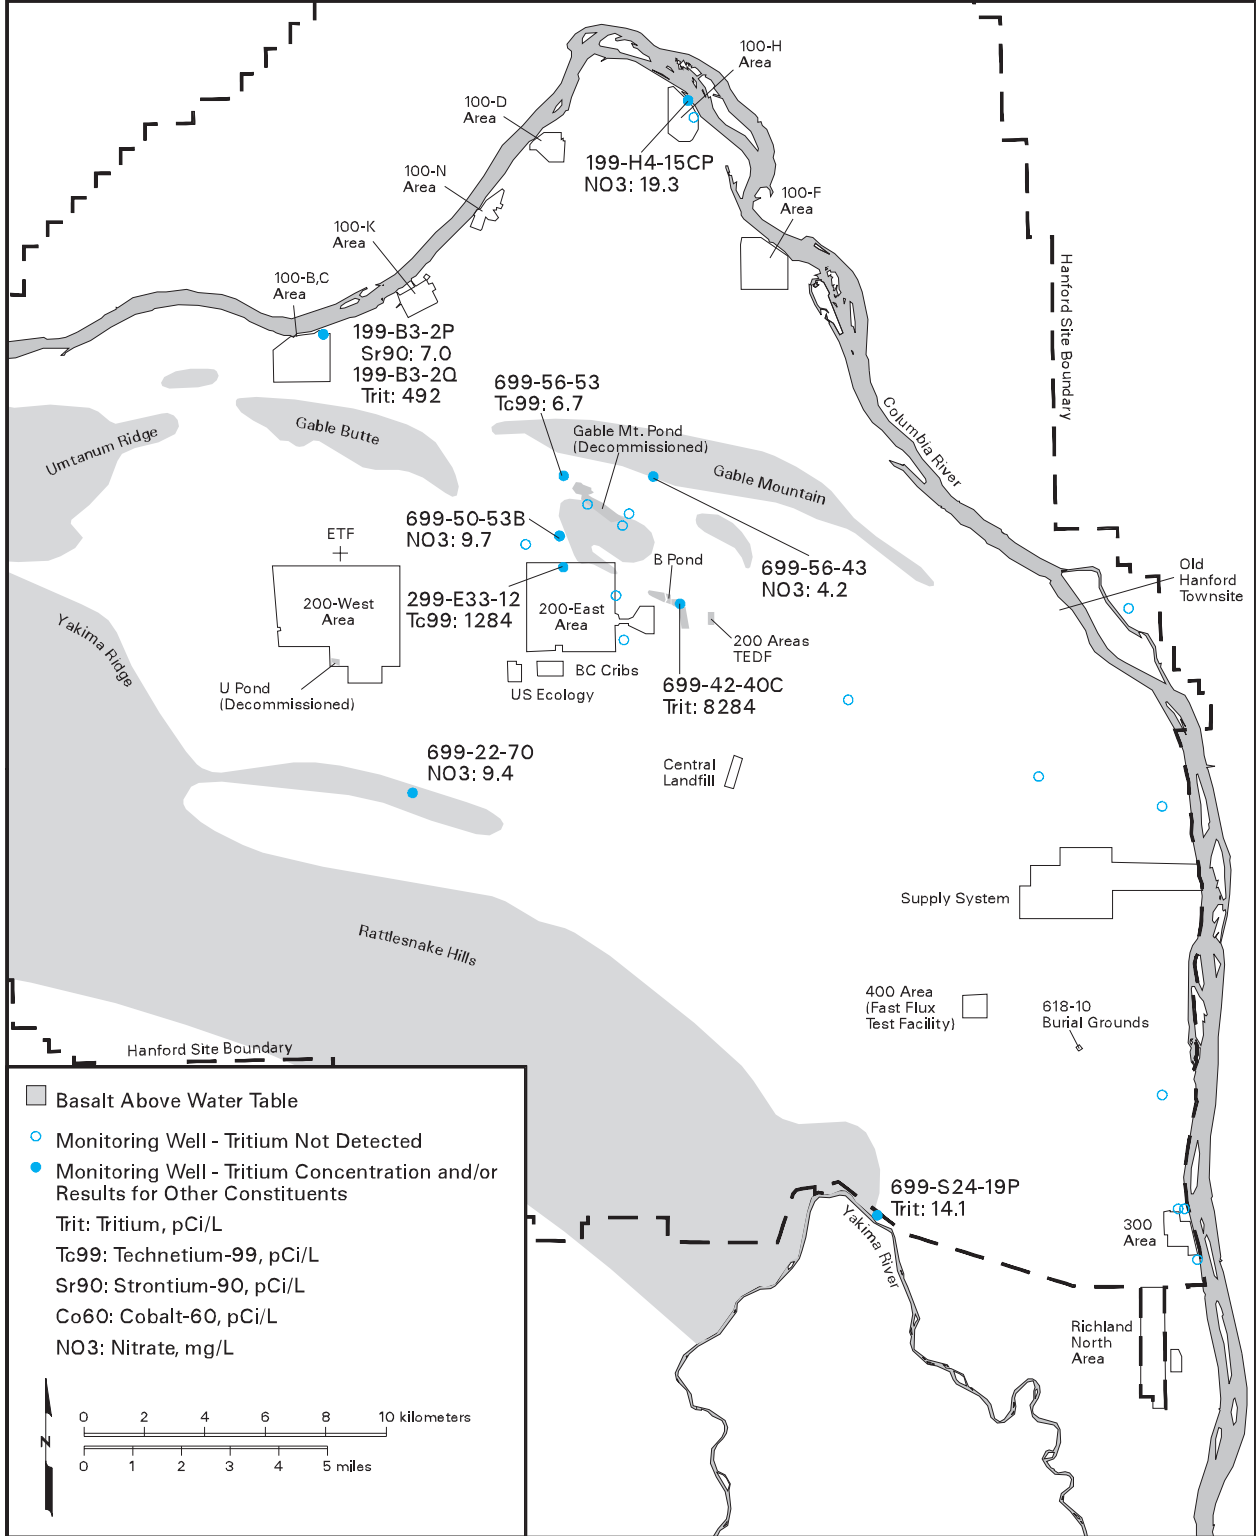 100-H
Area
100-D
Area
199-H4-15CP
NO3: 19.3
100-N
Area
100-F
Area
100-K
Area
Hanford Site Boundary
100-B,C
Area
199-B3-2P
Sr90: 7.0
199-B3-2Q
Trit: 492
699-56-53
Tc99: 6.7
Columbia River
Gable Butte
Gable Mt. Pond
(Decommissioned)
Umtanum Ridge
Gable Mountain
699-50-53B
NO3: 9.7
ETF
B Pond
699-56-43
NO3: 4.2
Old
Hanford
Townsite
200-West
Area
299-E33-12
Tc99: 1284
200-East
Area
Yakima Ridge
200 Areas
TEDF
BC Cribs
US Ecology
699-42-40C
Trit: 8284
U Pond
(Decommissioned)
699-22-70
NO3: 9.4
Central
Landfill
Supply System
Rattlesnake Hills
400 Area
(Fast Flux
Test Facility)
618-10
Burial Grounds
Hanford Site Boundary
Basalt Above Water Table
Monitoring Well - Tritium Not Detected
Monitoring Well - Tritium Concentration and/or
Results for Other Constituents
Trit: Tritium, pCi/L
Tc99: Technetium-99, pCi/L
Sr90: Strontium-90, pCi/L
Co60: Cobalt-60, pCi/L
NO3: Nitrate, mg/L
699-S24-19P
Trit: 14.1
Yakima River
300
Area
Richland
North
Area
N
0 2 4 6 8 10 kilometers
0 1 2 3 4 5 miles